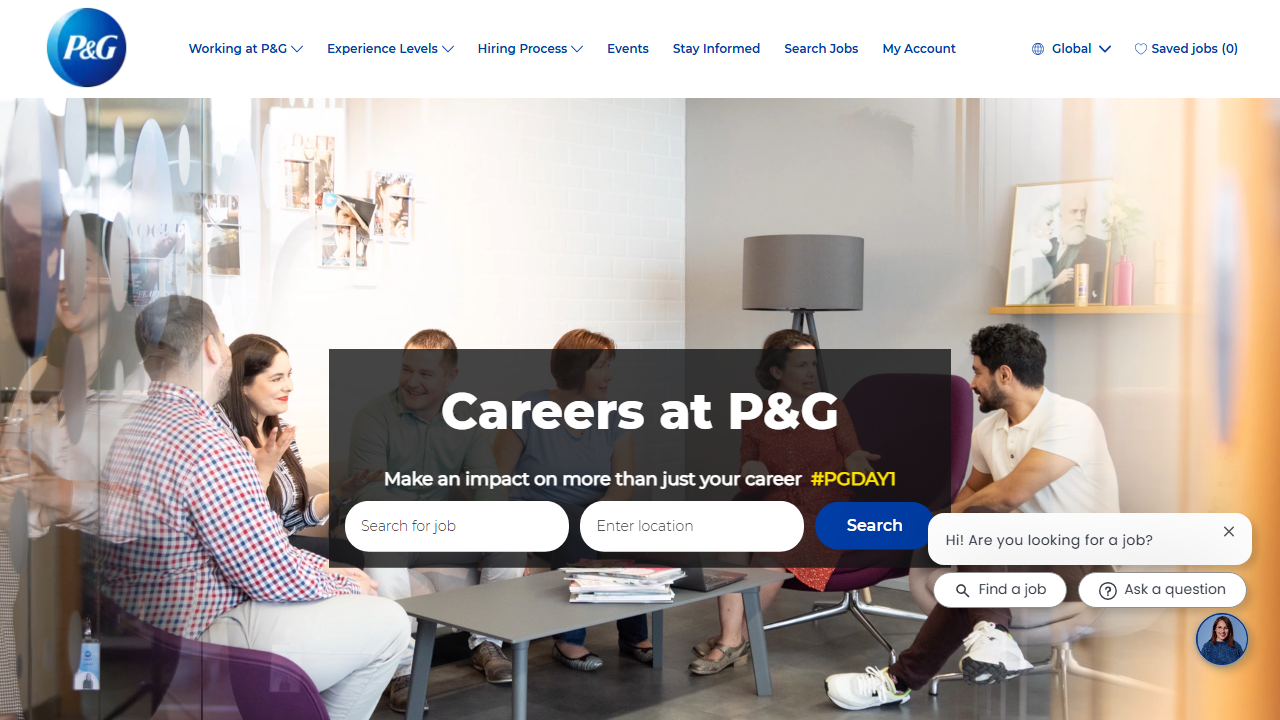 P&G
Working at P&G
Experience Levels
Hiring Process
Events
Stay Informed
Search Jobs
My Account
Global
Saved jobs (0)
VOGUE
Careers at P&G
Make an impact on more than just your career #PGDAY1
Search for job
Enter location
Search
Hi! Are you looking for a job?
Find a job
Ask a question